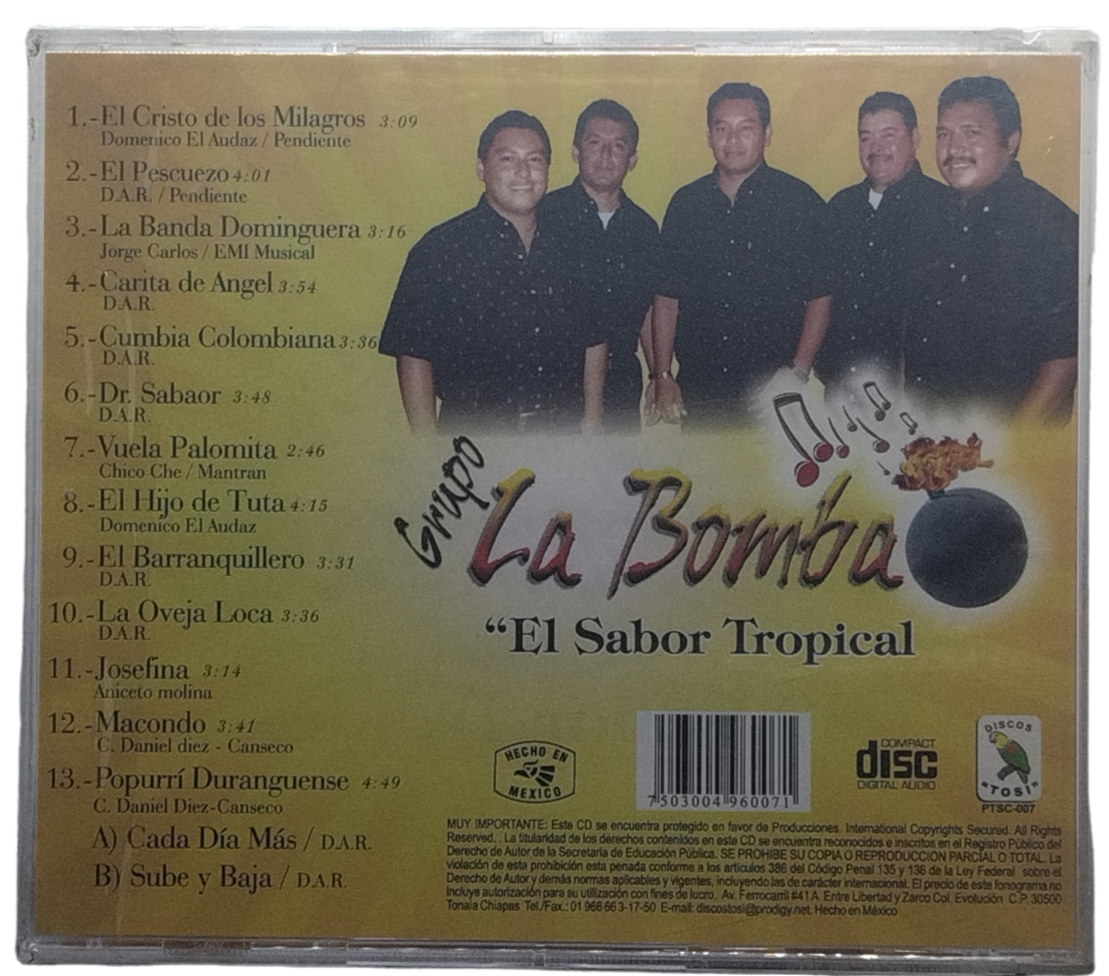 1.-El Cristo de los Milagros 3:09
Domenico El Audaz / Pendiente
2.-El Pescuezo 4:01
D.A.R. / Pendiente
3.-La Banda Dominguera 3:16
Jorge Carlos / EMI Musical
4.-Carita de Angel 3:54
D.A.R.
5.-Cumbia Colombiana 3:36
D.A.R.
6.-Dr. Sabaor 3:48
D.A.R.
7.-Vuela Palomita 2:46
Chico Che / Mantran
8.-El Hijo de Tuta 4:15
Domenico El Audaz
9.-El Barranquillero 3:31
D.A.R.
10.-La Oveja Loca 3:36
D.A.R.
11.-Josefina 3:14
Aniceto molina
12.-Macondo 3:41
C. Daniel diez - Canseco
13.-Popurrí Duranguense 4:49
C. Daniel Díez-Canseco
A) Cada Día Más / D.A.R.
B) Sube y Baja / D.A.R.
Grupo
La Bomba
"El Sabor Tropical
HECHO EN
MEXICO
7503004960071
COMPACT
disc
DIGITAL AUDIO
DISCOS
"TOSI"
PTSC-007
MUY IMPORTANTE: Este CD se encuentra protegido en favor de Producciones. International Copyrights Secured. All Rights
Reserved. . La titularidad de los derechos contenidos en este CD se encuentra reconocidos e inscritos en el Registro Público del
Derecho de Autor de la Secretaria de Educación Pública. SE PROHIBE SU COPIA O REPRODUCCION PARCIAL O TOTAL. La
violación de esta prohibición esta penada conforme a los artículos 386 del Código Penal 135 y 136 de la Ley Federal sobre el
Derecho de Autor y demás normas aplicables y vigentes, incluyendo las de carácter internacional. El precio de este fonograma no
Incluye autorización para su utilización con fines de lucro. Av. Ferrocarril #41 A Entre Libertad y Zarco Col. Evolución C.P. 30500
Tonala Chiapas Tel./Fax.: 01 966 66 3-17-50 E-mail: discostosi@prodigy.net. Hecho en México